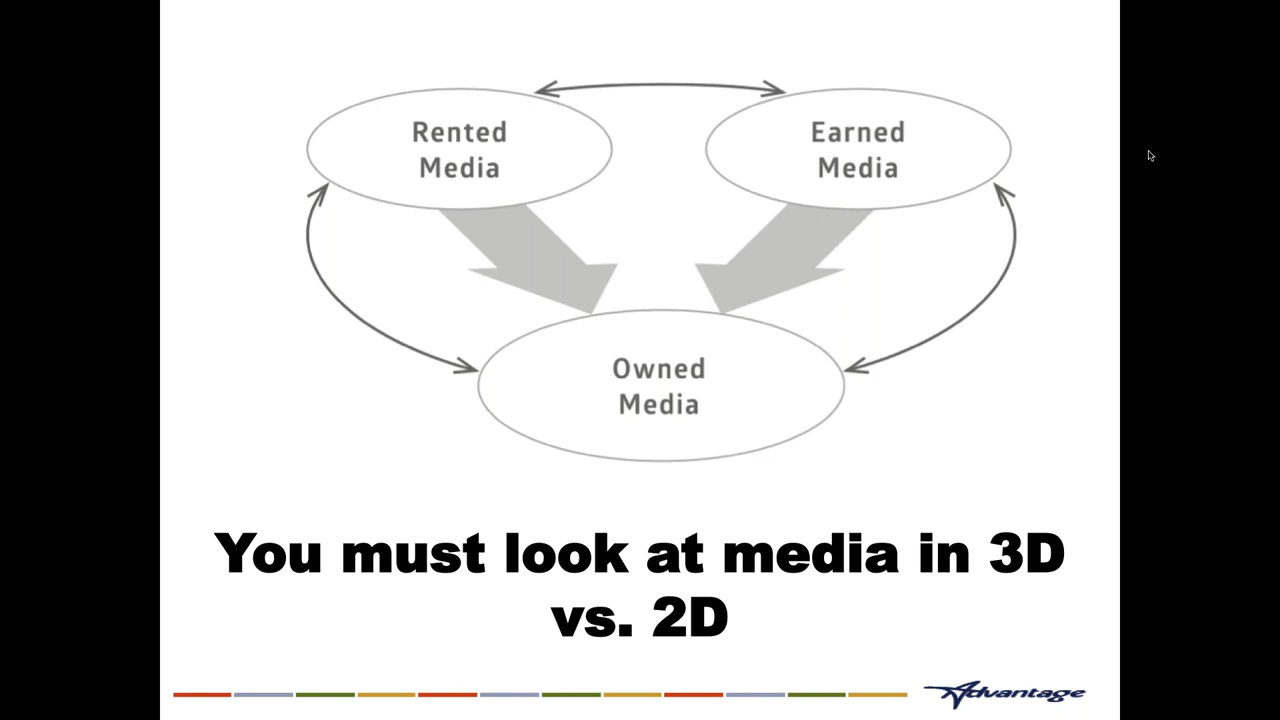 Rented
Media
Earned
Media
Owned
Media
You must look at media in 3D
vs. 2D
Advantage